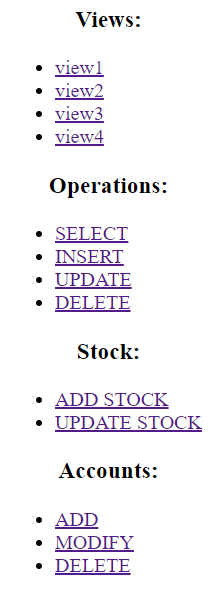 Views:
view1
view2
view3
view4
Operations:
SELECT
INSERT
UPDATE
DELETE
Stock:
ADD STOCK
UPDATE STOCK
Accounts:
ADD
MODIFY
DELETE